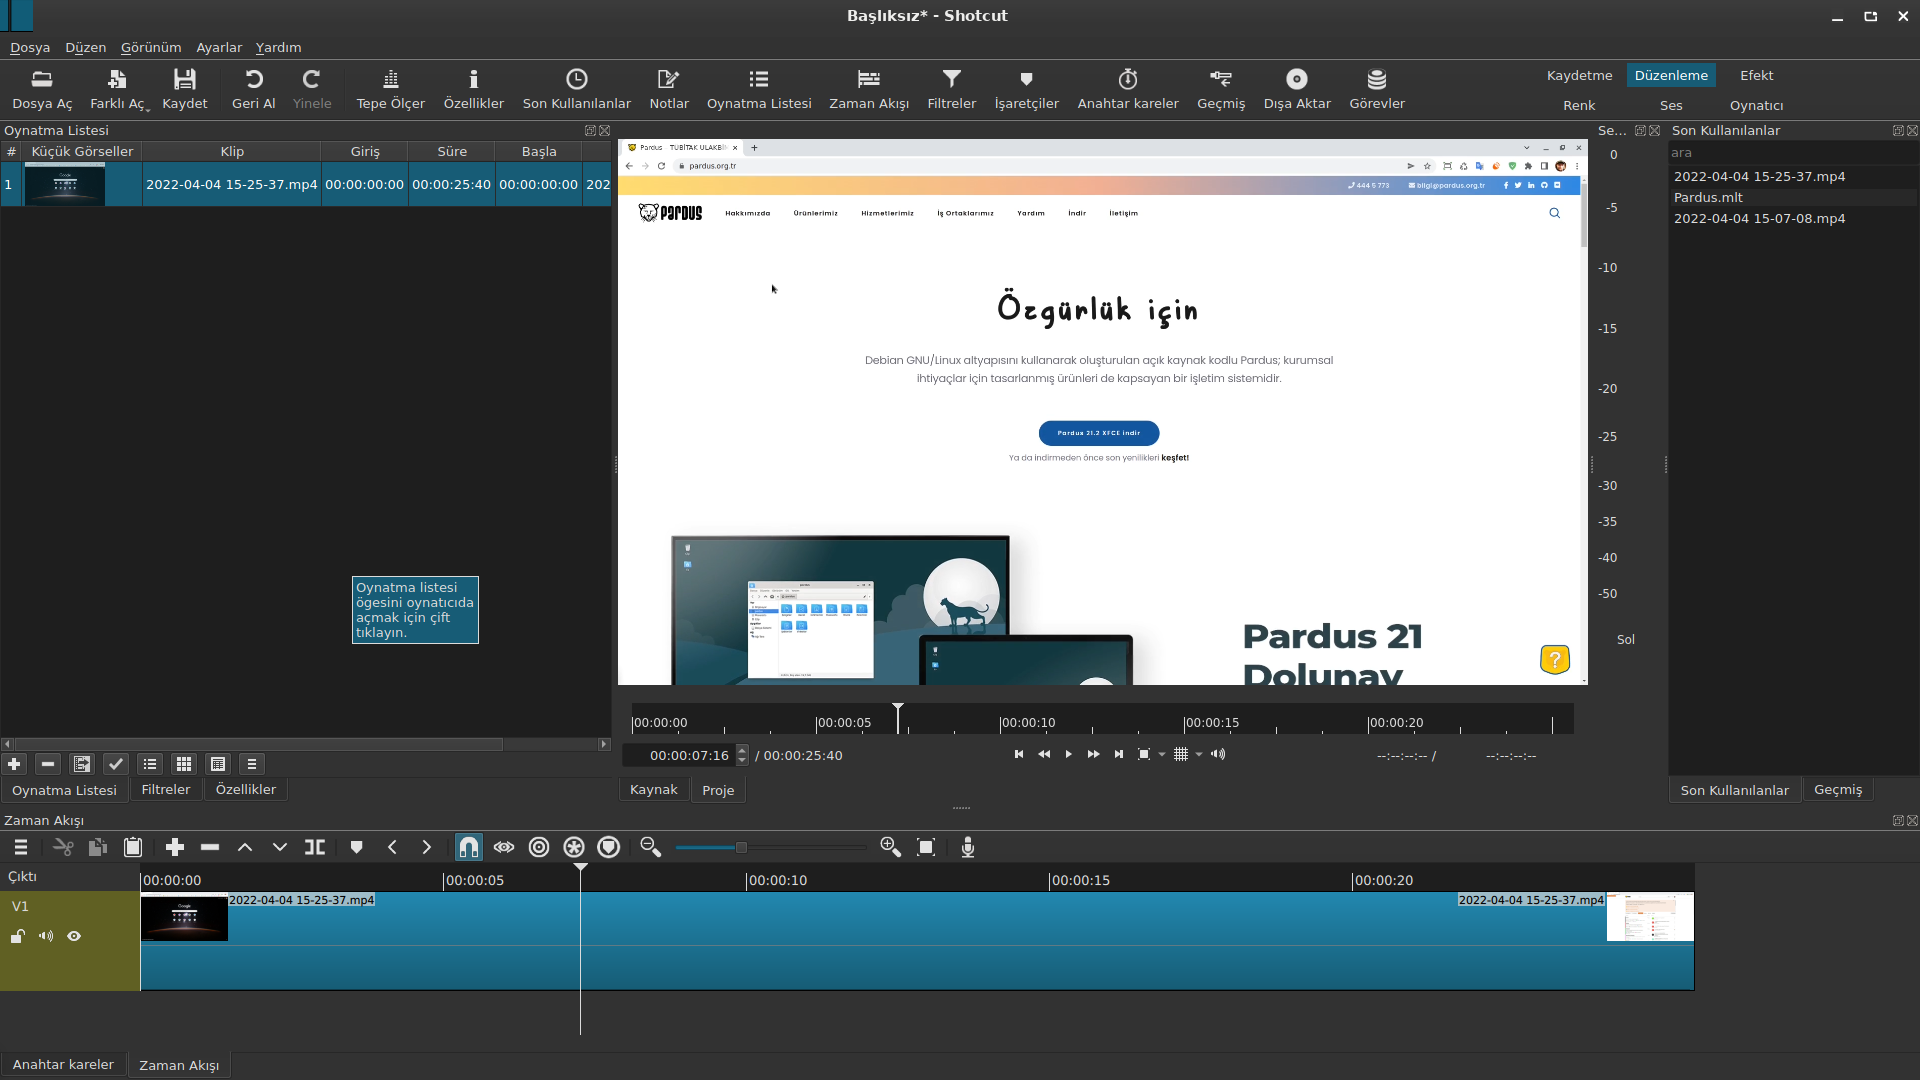 Başlıksız* - Shotcut
Dosya Düzen Görünüm Ayarlar Yardım
Dosya Aç Farklı Aç Kaydet Geri Al Yinele Tepe Ölçer Özellikler Son Kullanılanlar Notlar Oynatma Listesi Zaman Akışı Filtreler İşaretçiler Anahtar kareler Geçmiş Dışa Aktar Görevler
Kaydetme Düzenleme Efekt
Renk Ses Oynatıcı
Oynatma Listesi
# Küçük Görseller Klip Giriş Süre Başla
1 2022-04-04 15-25-37.mp4 00:00:00:00 00:00:25:40 00:00:00:00 202
Oynatma listesi
ögesini oynatıcıda
açmak için çift
tıklayın.
Oynatma Listesi Filtreler Özellikler
Pardus - TÜBİTAK ULAKBİ
pardus.org.tr
444 5 773 bilgi@pardus.org.tr
PARDUS Hakkımızda Ürünlerimiz Hizmetlerimiz İş Ortaklarımız Yardım İndir İletişim
Özgürlük için
Debian GNU/Linux altyapısını kullanarak oluşturulan açık kaynak kodlu Pardus; kurumsal
ihtiyaçlar için tasarlanmış ürünleri de kapsayan bir işletim sistemidir.
Pardus 21.2 XFCE indir
Ya da indirmeden önce son yenilikleri keşfet!
Pardus 21
Dolunay
?
00:00:00 00:00:05 00:00:10 00:00:15 00:00:20
00:00:07:16 / 00:00:25:40 --:--:--:-- / --:--:--:--
Kaynak Proje
Se...
0
-5
-10
-15
-20
-25
-30
-35
-40
-50
Sol
Son Kullanılanlar
ara
2022-04-04 15-25-37.mp4
Pardus.mlt
2022-04-04 15-07-08.mp4
Son Kullanılanlar Geçmiş
Zaman Akışı
Çıktı 00:00:00 00:00:05 00:00:10 00:00:15 00:00:20
V1 2022-04-04 15-25-37.mp4 2022-04-04 15-25-37.mp4
Anahtar kareler Zaman Akışı